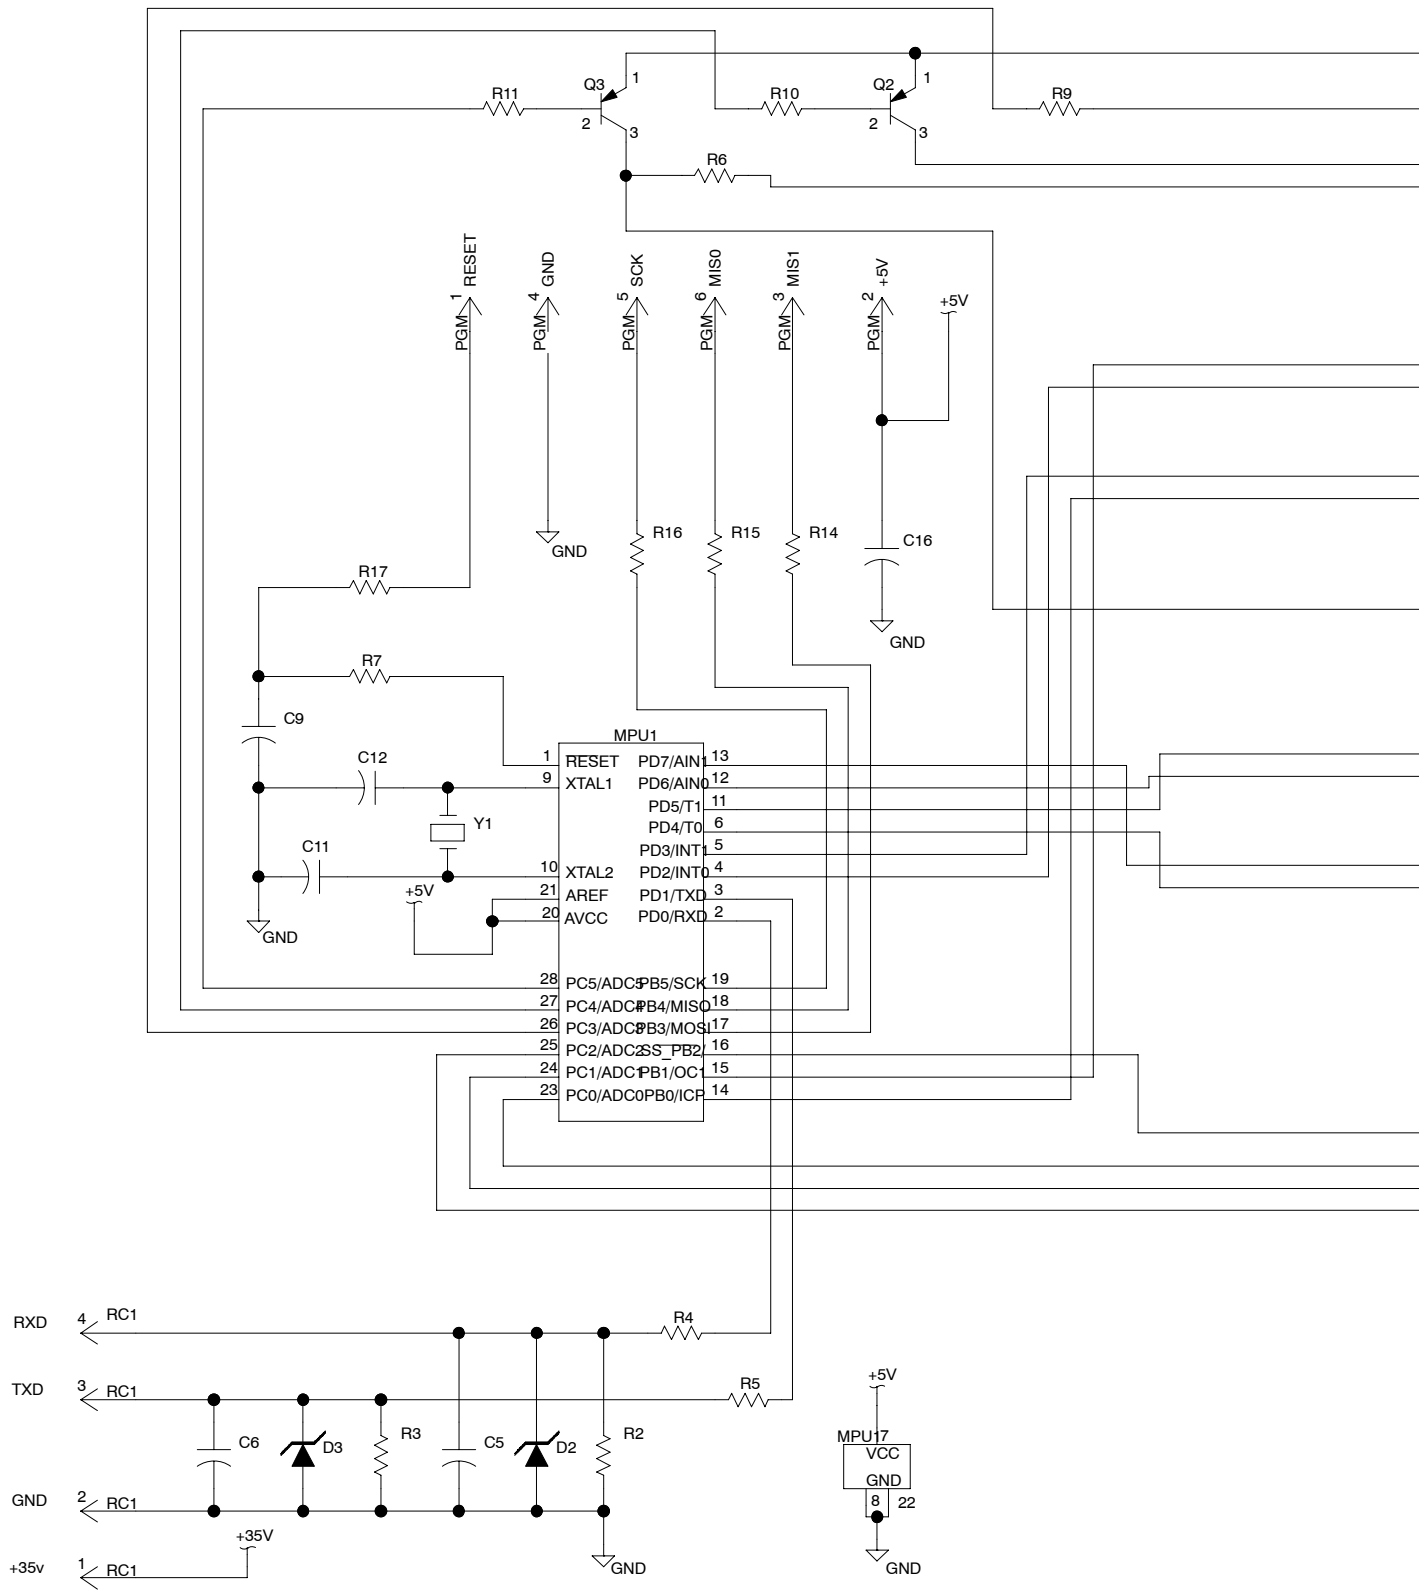 Q3 1 Q2 1
R11 R10 R9
2 3 2 3
R6
RESET GND SCK MIS0 MIS1 +5V
1 4 5 6 3 2 +5V
PGM PGM PGM PGM PGM PGM
R16 R15 R14 C16
GND
R17
GND
R7
C9
MPU1
C12 1 RESET PD7/AIN1 13
9 XTAL1 PD6/AIN0 12
PD5/T1 11
Y1 PD4/T0 6
C11 PD3/INT1 5
10 XTAL2 PD2/INT0 4
+5V 21 AREF PD1/TXD 3
20 AVCC PD0/RXD 2
GND
28 PC5/ADC5 PB5/SCK 19
27 PC4/ADC4 PB4/MISO 18
26 PC3/ADC3 PB3/MOSI 17
25 PC2/ADC2 SS_PB2/ 16
24 PC1/ADC1 PB1/OC1 15
23 PC0/ADC0 PB0/ICP 14
RXD 4 RC1 R4
TXD 3 RC1 R5 +5V
C6 D3 R3 C5 D2 R2
MPU17
VCC
GND
GND 2 RC1 8 22
+35V
+35v 1 RC1 GND GND